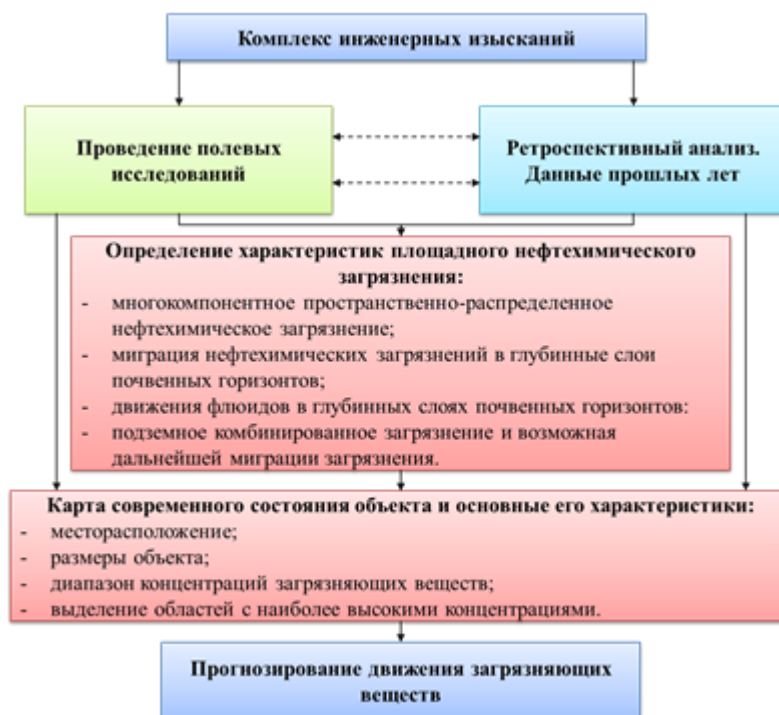 Комплекс инженерных изысканий
Проведение полевых
исследований
Ретроспективный анализ.
Данные прошлых лет
Определение характеристик площадного нефтехимического
загрязнения:
- многокомпонентное пространственно-распределенное
нефтехимическое загрязнение;
- миграция нефтехимических загрязнений в глубинные слои
почвенных горизонтов;
- движения флюидов в глубинных слоях почвенных горизонтов:
- подземное комбинированное загрязнение и возможная
дальнейшей миграции загрязнения.
Карта современного состояния объекта и основные его характеристики:
- месторасположение;
- размеры объекта;
- диапазон концентраций загрязняющих веществ;
- выделение областей с наиболее высокими концентрациями.
Прогнозирование движения загрязняющих
веществ